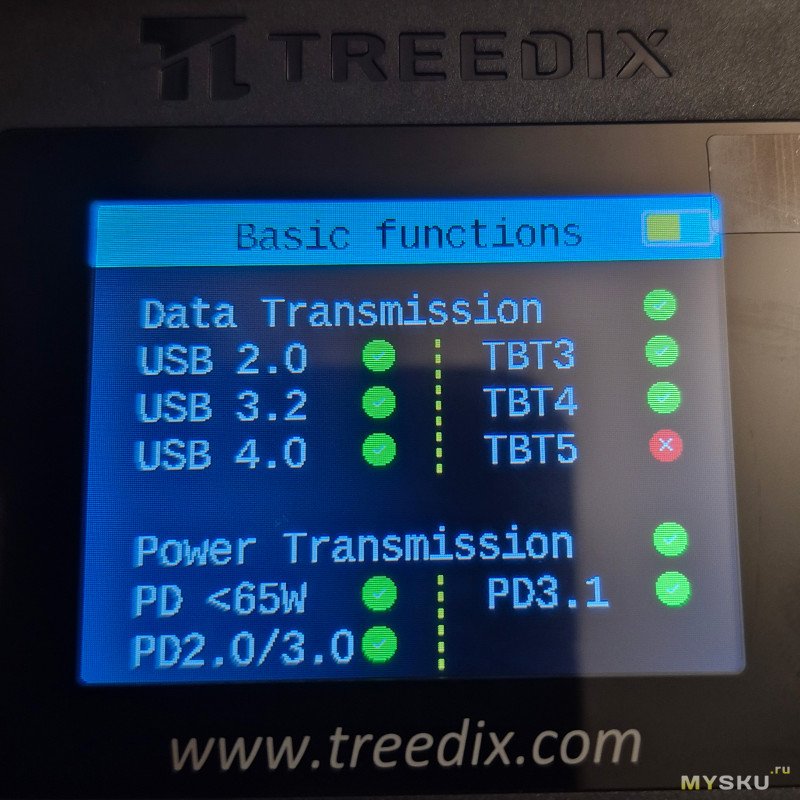 TREEDIX
Basic functions
Data Transmission
USB 2.0 TBT3
USB 3.2 TBT4
USB 4.0 TBT5
Power Transmission
PD <65W PD3.1
PD2.0/3.0
www.treedix.com
MYSKU.ru